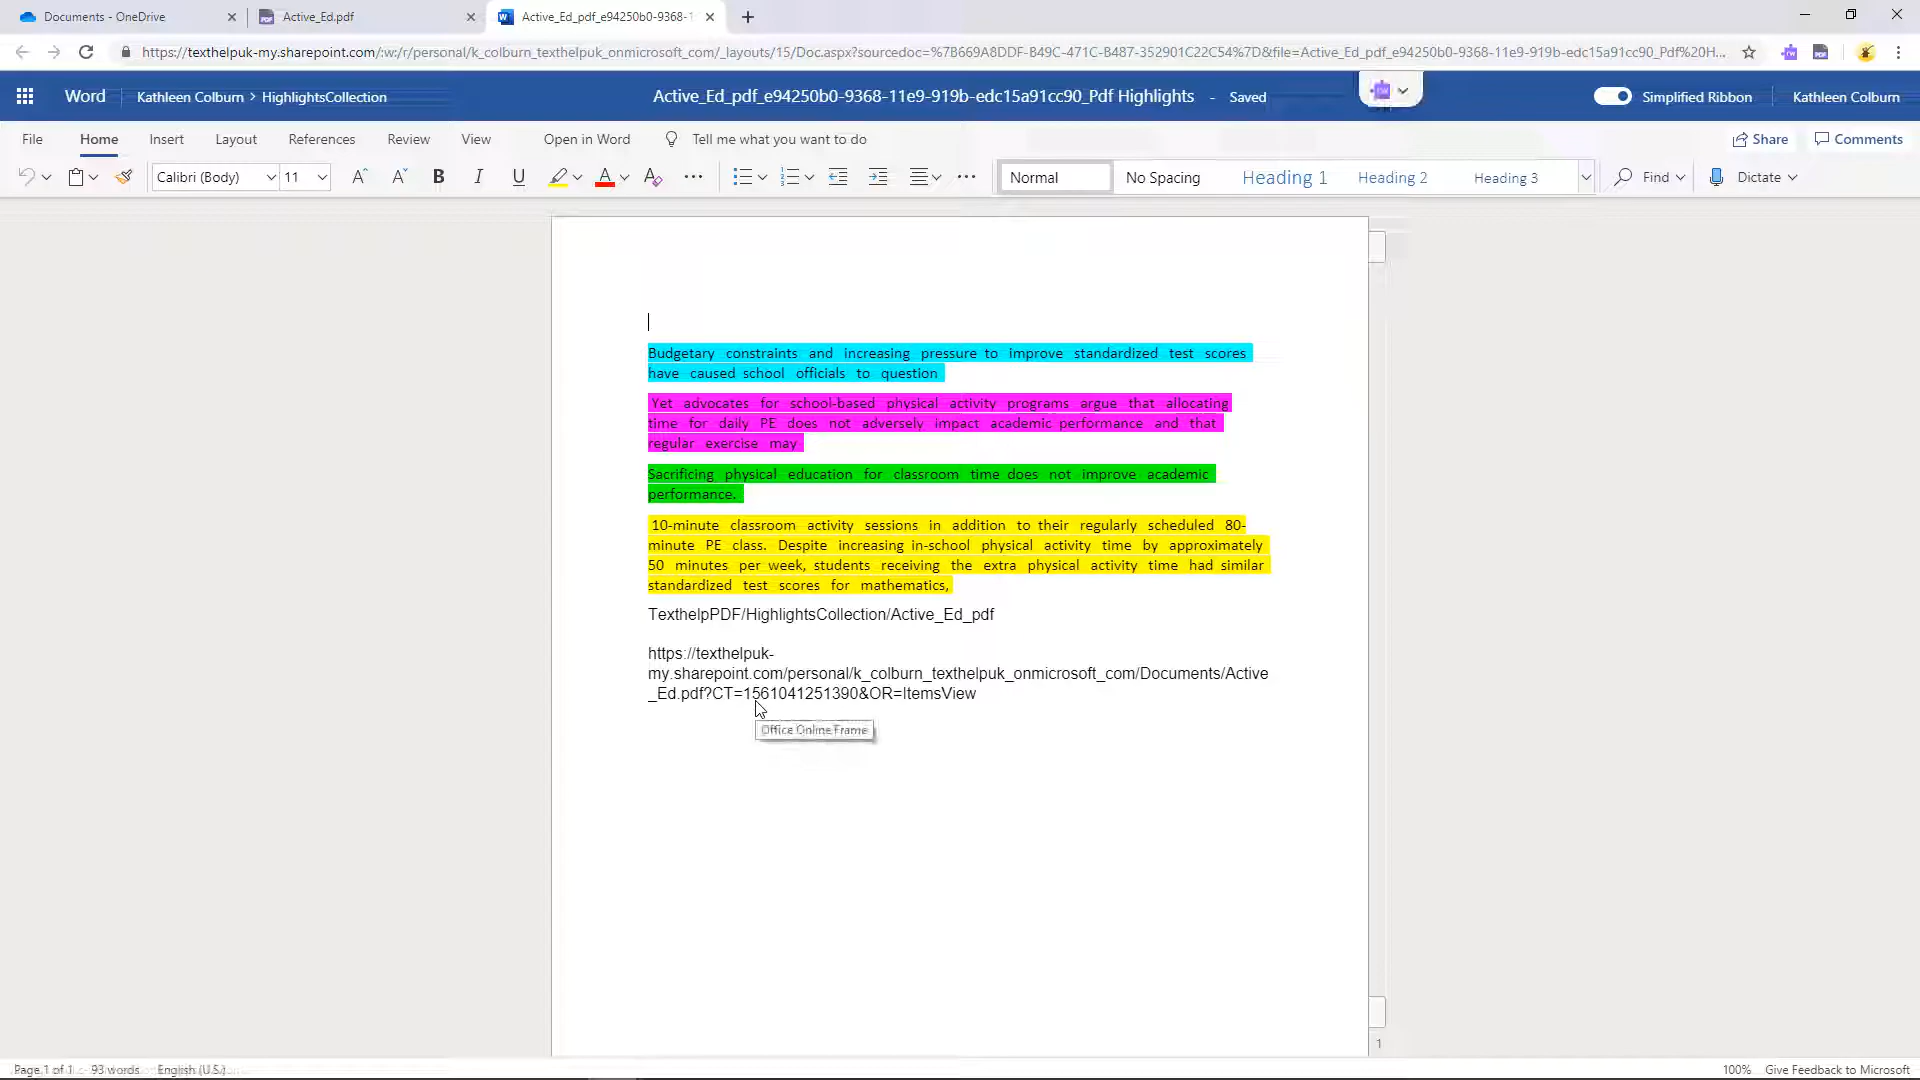 Documents - OneDrive
Active_Ed.pdf
Active_Ed_pdf_e94250b0-9368-1
https://texthelpuk-my.sharepoint.com/:w:/r/personal/k_colburn_texthelpuk_onmicrosoft_com/_layouts/15/Doc.aspx?sourcedoc=%7B669A8DDF-B49C-471C-B487-352901C22C54%7D&file=Active_Ed_pdf_e94250b0-9368-11e9-919b-edc15a91cc90_Pdf%20H...
Word
Kathleen Colburn > HighlightsCollection
Active_Ed_pdf_e94250b0-9368-11e9-919b-edc15a91cc90_Pdf Highlights - Saved
Simplified Ribbon
Kathleen Colburn
File Home Insert Layout References Review View Open in Word Tell me what you want to do Share Comments
Calibri (Body) 11 Normal No Spacing Heading 1 Heading 2 Heading 3 Find Dictate
Budgetary constraints and increasing pressure to improve standardized test scores
have caused school officials to question
Yet advocates for school-based physical activity programs argue that allocating
time for daily PE does not adversely impact academic performance and that
regular exercise may
Sacrificing physical education for classroom time does not improve academic
performance.
10-minute classroom activity sessions in addition to their regularly scheduled 80-
minute PE class. Despite increasing in-school physical activity time by approximately
50 minutes per week, students receiving the extra physical activity time had similar
standardized test scores for mathematics,
TexthelpPDF/HighlightsCollection/Active_Ed_pdf
https://texthelpuk-
my.sharepoint.com/personal/k_colburn_texthelpuk_onmicrosoft_com/Documents/Active
_Ed.pdf?CT=1561041251390&OR=ItemsView
Office Online Frame
1
Page 1 of 1 93 words English (U.S.) 100% Give Feedback to Microsoft